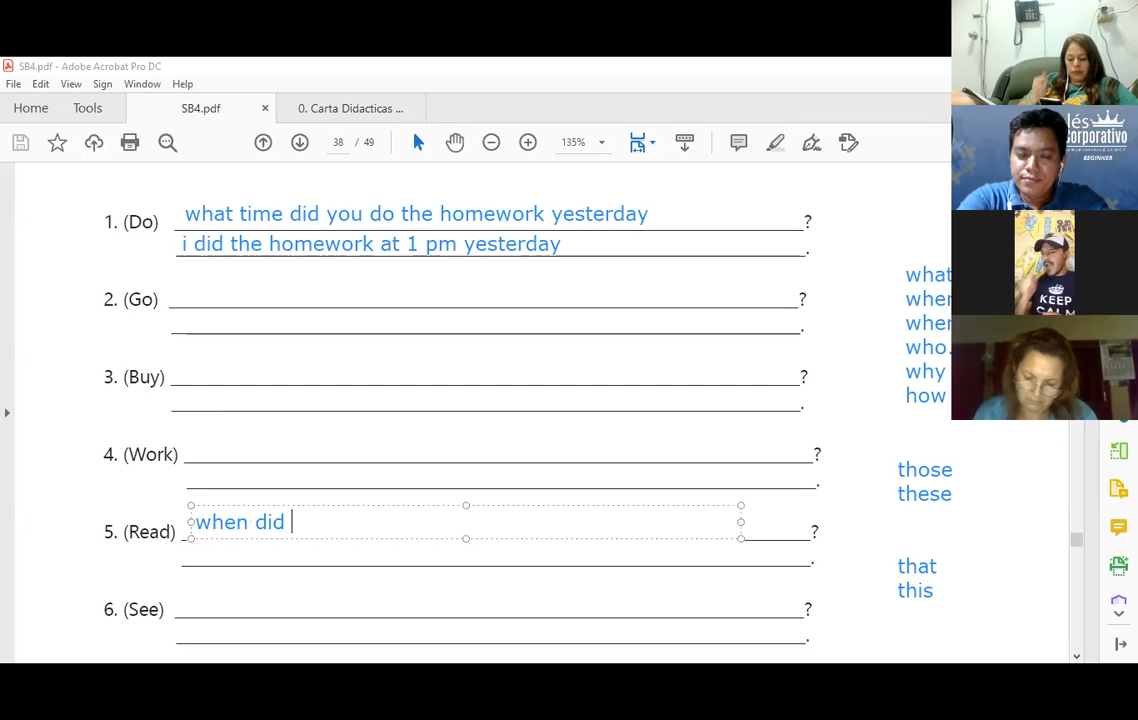 SB4.pdf - Adobe Acrobat Pro DC
File Edit View Sign Window Help
Home Tools SB4.pdf × 0. Carta Didacticas ...
38 / 49 135%
1. (Do) what time did you do the homework yesterday ?
i did the homework at 1 pm yesterday .
2. (Go) ?
.
3. (Buy) ?
.
4. (Work) ?
.
5. (Read) when did ?
.
6. (See) ?
.
what
who.
why
how
those
these
that
this
lés
corporativo
BEGINNER
KEEP
CALM